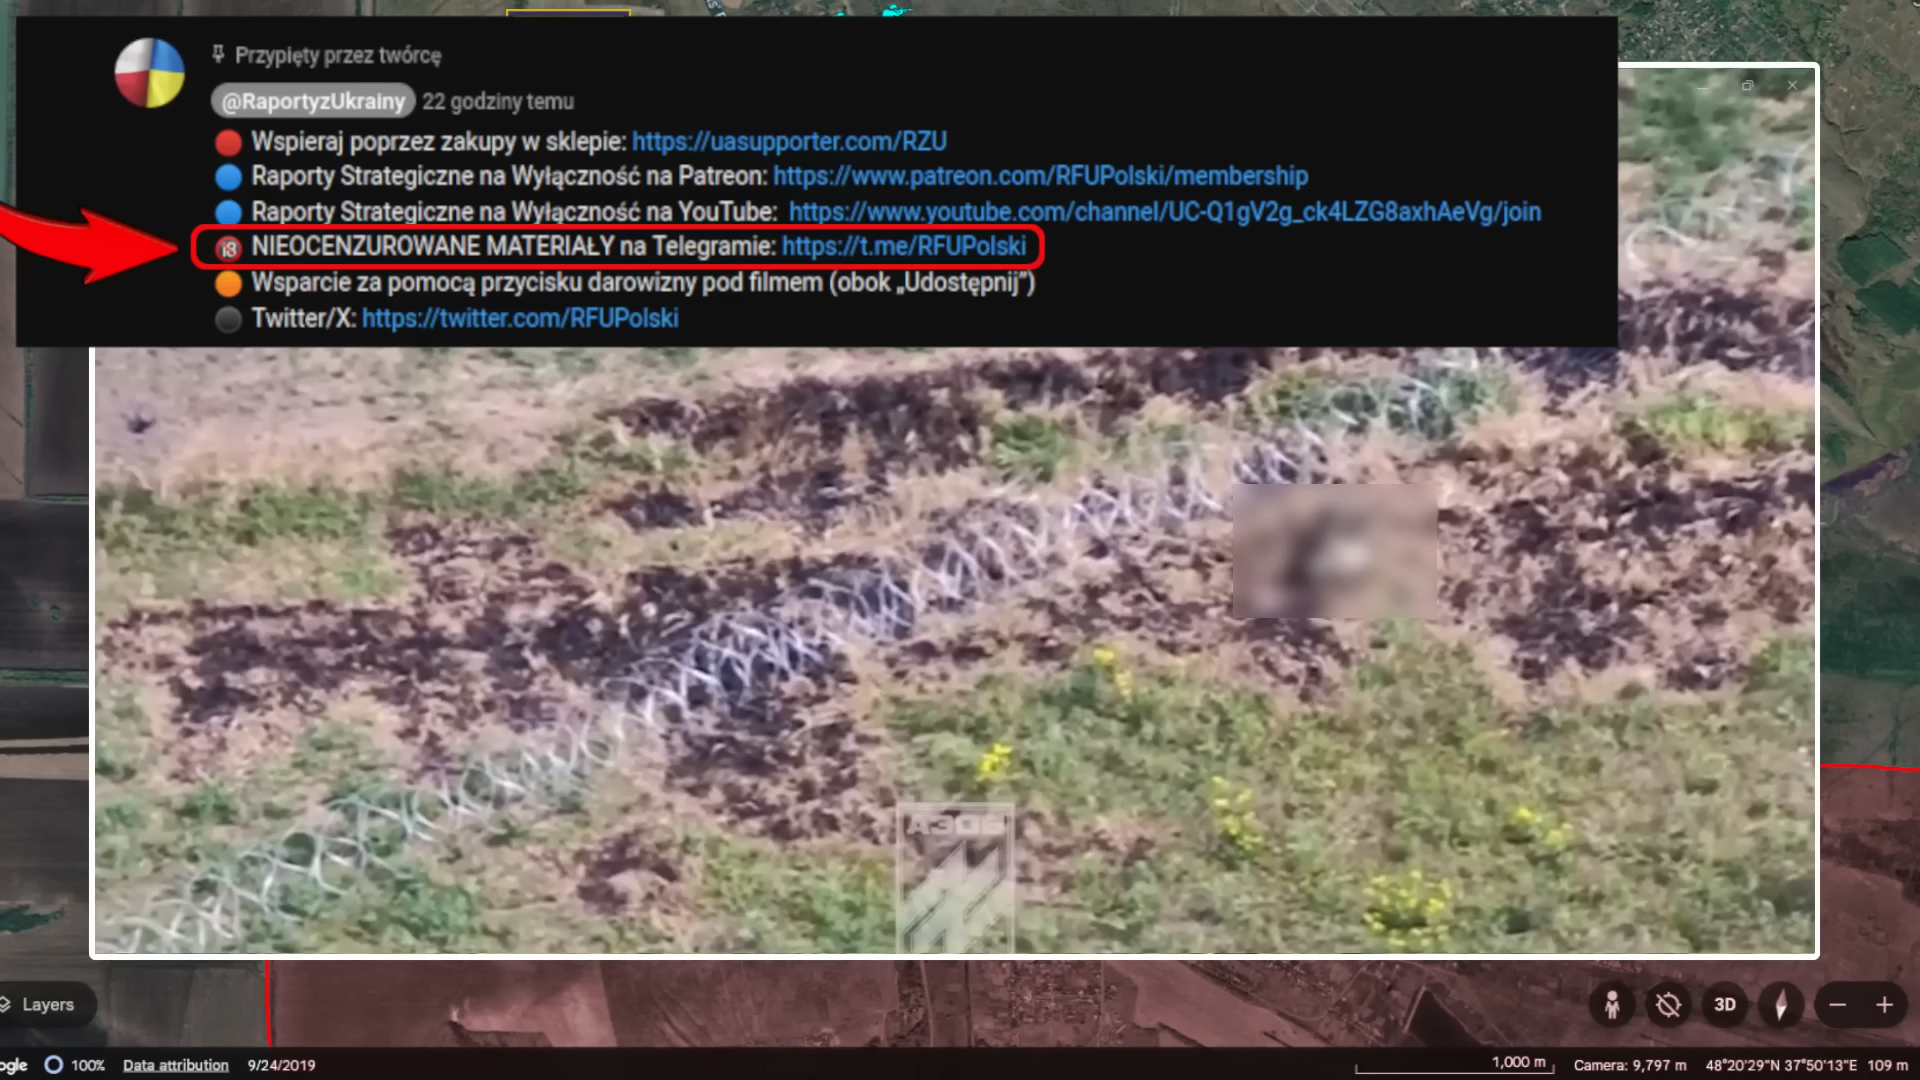 Przypięty przez twórcę
@RaportyzUkrainy 22 godziny temu
Wspieraj poprzez zakupy w sklepie: https://uasupporter.com/RZU
Raporty Strategiczne na Wyłączność na Patreon: https://www.patreon.com/RFUPolski/membership
Raporty Strategiczne na Wyłączność na YouTube: https://www.youtube.com/channel/UC-Q1gV2g_ck4LZG8axhAeVg/join
18 NIEOCENZUROWANE MATERIAŁY na Telegramie: https://t.me/RFUPolski
Wsparcie za pomocą przycisku darowizny pod filmem (obok „Udostępnij”)
Twitter/X: https://twitter.com/RFUPolski
АЗОВ
Layers
3D
ogle 100% Data attribution 9/24/2019
1,000 m Camera: 9,797 m 48°20'29"N 37°50'13"E 109 m